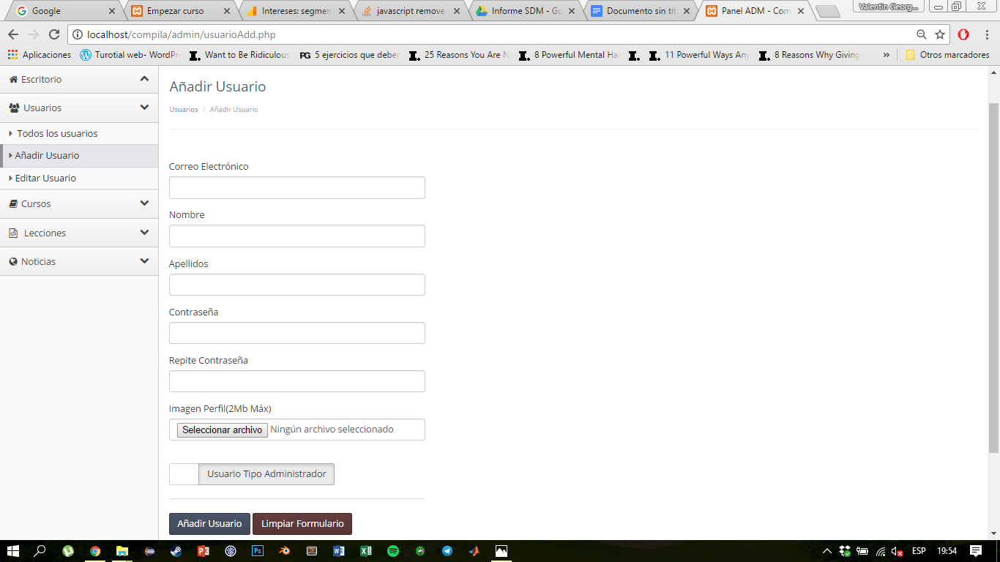 Google
Empezar curso
Intereses: segmen
javascript remove
Informe SDM - Go
Documento sin tít
Panel ADM - Com
Valentin Georg...
localhost/compila/admin/usuarioAdd.php
Aplicaciones
Turotial web- WordPr
Want to Be Ridiculous
PG 5 ejercicios que deber
25 Reasons You Are N
8 Powerful Mental Ha
11 Powerful Ways Any
8 Reasons Why Giving
»
Otros marcadores
Escritorio
Usuarios
Todos los usuarios
Añadir Usuario
Editar Usuario
Cursos
Lecciones
Noticias
Añadir Usuario
Usuarios / Añadir Usuario
Correo Electrónico
Nombre
Apellidos
Contraseña
Repite Contraseña
Imagen Perfil(2Mb Máx)
Seleccionar archivo Ningún archivo seleccionado
Usuario Tipo Administrador
Añadir Usuario
Limpiar Formulario
ESP
19:54